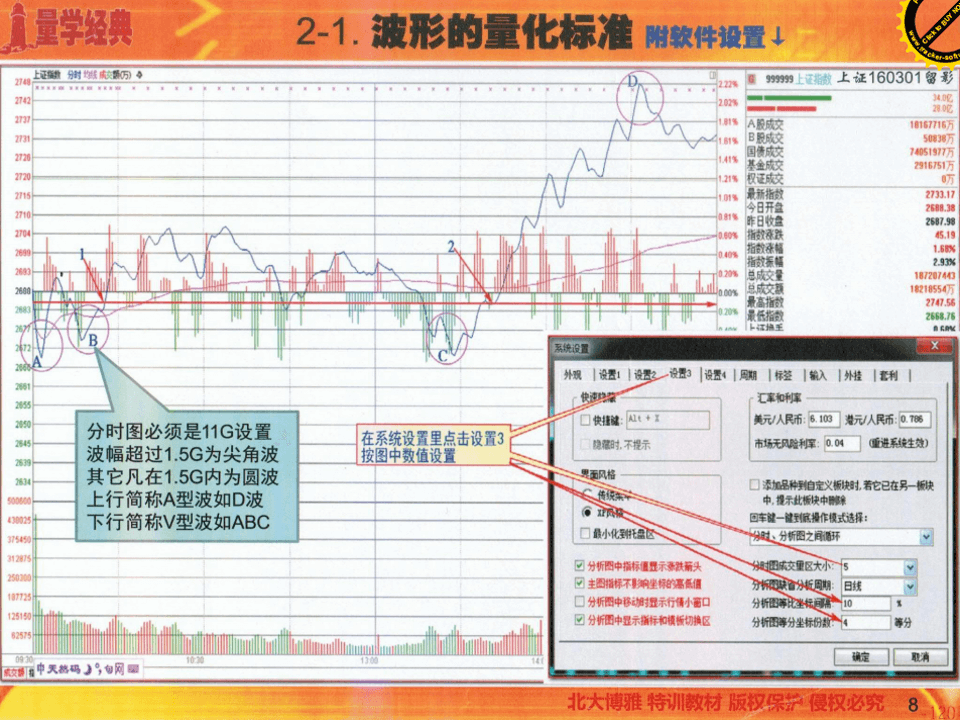 量学经典
2-1. 波形的量化标准 附软件设置↓
Click to BUY NOW
上证指数 分时 均线 成交额(万)
999999 上证指数 上证160301留影
34.0亿
28.0亿
A股成交 18167716万
B股成交 50838万
国债成交 74051977万
基金成交 2916751万
权证成交 0万
最新指数 2733.17
今日开盘 2688.38
昨日收盘 2687.98
指数涨跌 45.19
指数涨幅 1.68%
指数振幅 2.93%
总成交量 187207443
总成交额 18218554万
最高指数 2747.56
最低指数 2668.76
上证换手 0.60%
2748
2742
2737
2731
2726
2720
2715
2710
2704
2699
2693
2688
2683
2677
2672
2666
2661
2655
2650
2645
2639
2634
500800
438025
375450
312875
250300
187725
125150
62575
2.22%
2.02%
1.81%
1.61%
1.41%
1.21%
1.01%
0.81%
0.60%
0.40%
0.20%
0.00%
0.20%
0.40%
A
B
C
D
1
2
分时图必须是11G设置
波幅超过1.5G为尖角波
其它凡在1.5G内为圆波
上行简称A型波如D波
下行简称V型波如ABC
在系统设置里点击设置3
按图中数值设置
系统设置
外观 设置1 设置2 设置3 设置4 周期 标签 输入 外挂 套利
快速隐藏
快捷键: Alt + X
隐藏时,不提示
界面风格
传统菜单
XP风格
最小化到托盘区
分析图中指标值显示涨跌箭头
主图指标不影响坐标的高低值
分析图中移动时显示行情小窗口
分析图中显示指标和模板切换区
汇率和利率
美元/人民币: 6.103 港元/人民币: 0.786
市场无风险利率: 0.04 (重进系统生效)
添加品种到自定义板块时,若它已在另一板块
中,提示此板块中删除
回车键一键到底操作模式选择:
分时、分析图之间循环
分时图成交量区大小: 5
分析图缺省分析周期: 日线
分析图等比坐标间隔: 10 %
分析图等分坐标份数: 4 等分
确定 取消
09:30 10:30 13:00 14:0
成交额
北大博雅 特训教材 版权保护 侵权必究 8